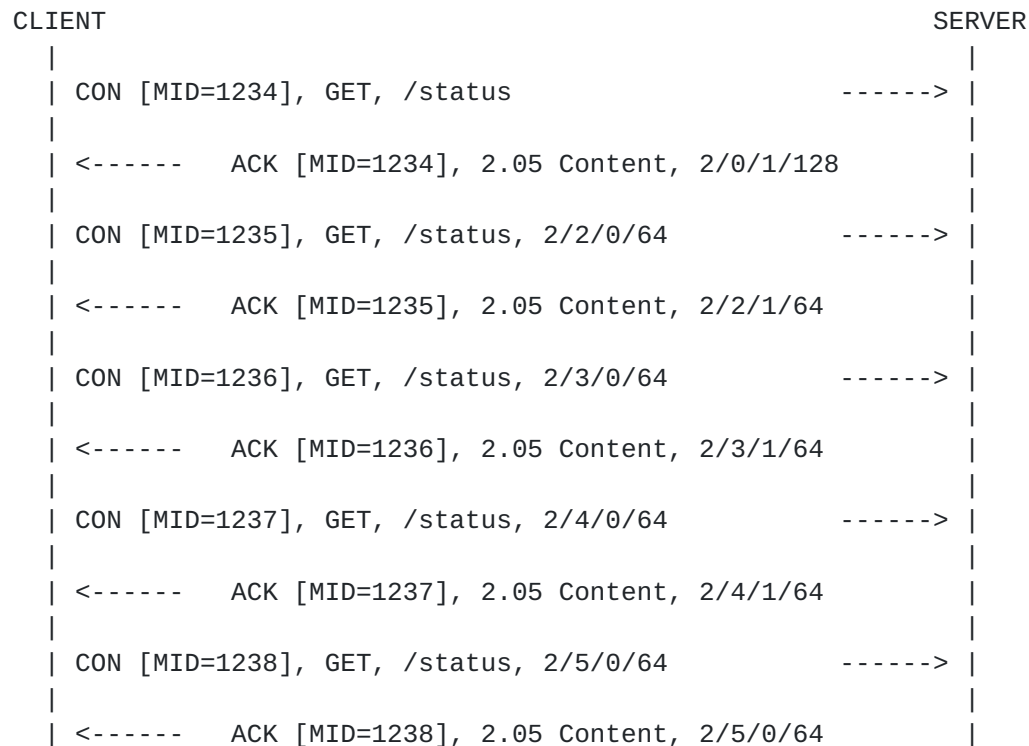 CLIENT                                                     SERVER
  |                                                          |
  | CON [MID=1234], GET, /status                     ------> |
  |                                                          |
  | <------   ACK [MID=1234], 2.05 Content, 2/0/1/128        |
  |                                                          |
  | CON [MID=1235], GET, /status, 2/2/0/64           ------> |
  |                                                          |
  | <------   ACK [MID=1235], 2.05 Content, 2/2/1/64         |
  |                                                          |
  | CON [MID=1236], GET, /status, 2/3/0/64           ------> |
  |                                                          |
  | <------   ACK [MID=1236], 2.05 Content, 2/3/1/64         |
  |                                                          |
  | CON [MID=1237], GET, /status, 2/4/0/64           ------> |
  |                                                          |
  | <------   ACK [MID=1237], 2.05 Content, 2/4/1/64         |
  |                                                          |
  | CON [MID=1238], GET, /status, 2/5/0/64           ------> |
  |                                                          |
  | <------   ACK [MID=1238], 2.05 Content, 2/5/0/64         |